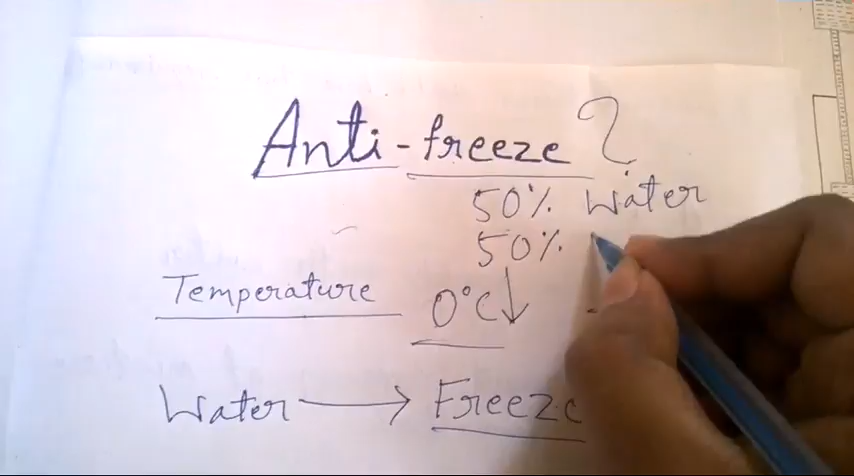 Anti-freeze?
50% Water
50%
Temperature 0°C↓
Water → Freeze